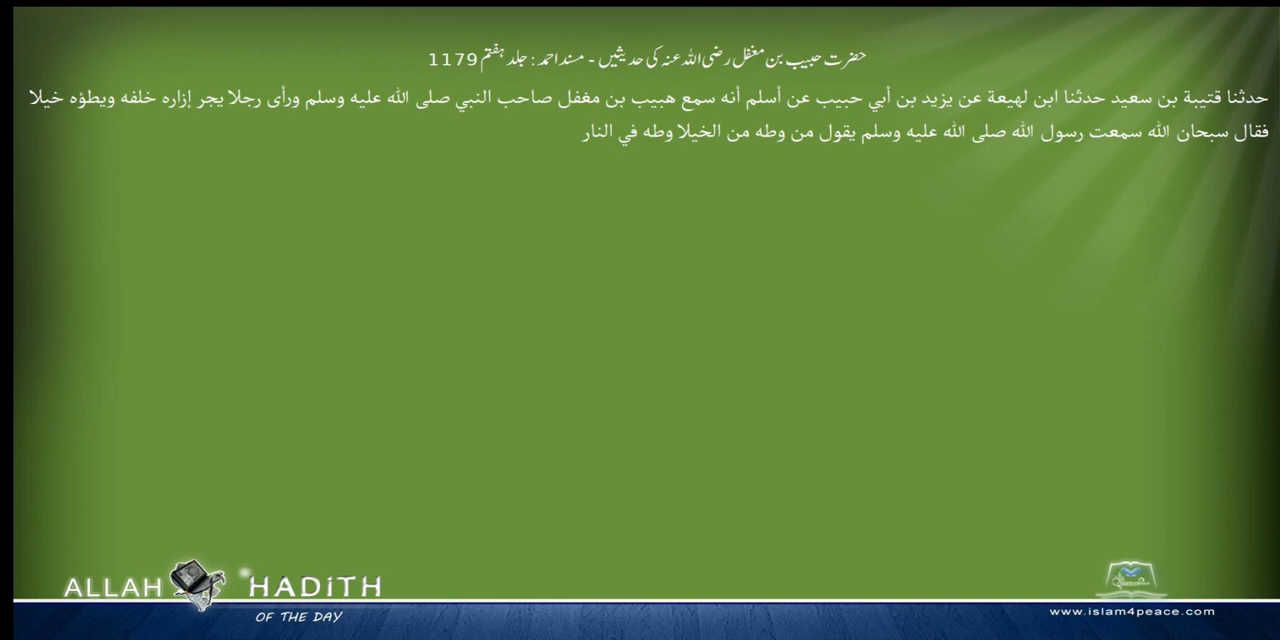 حضرت حبیب بن مغفل رضی اللہ عنہ کی حدیثیں - مسند احمد : جلد ہفتم 1179
حدثنا قتيبة بن سعيد حدثنا ابن لهيعة عن يزيد بن أبي حبيب عن أسلم أنه سمع هبيب بن مغفل صاحب النبي صلى الله عليه وسلم ورأى رجلا يجر إزاره خلفه ويطؤه خيلا
فقال سبحان الله سمعت رسول الله صلى الله عليه وسلم يقول من وطه من الخيلا وطه في النار
ALLAH HADITH
OF THE DAY
www.islam4peace.com